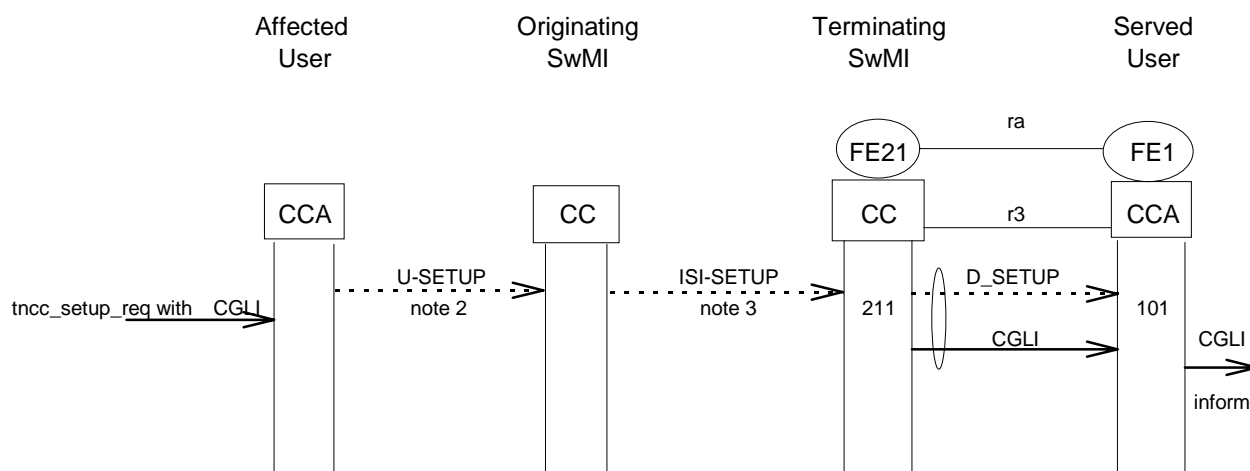 Affected
User
Originating
SwMI
Terminating
SwMI
Served
User
ra
FE21
FE1
CCA
CC
CC
r3
CCA
U-SETUP
ISI-SETUP
D_SETUP
tncc_setup_req with CGLI
note 2
note 3
211
101
CGLI
CGLI
inform